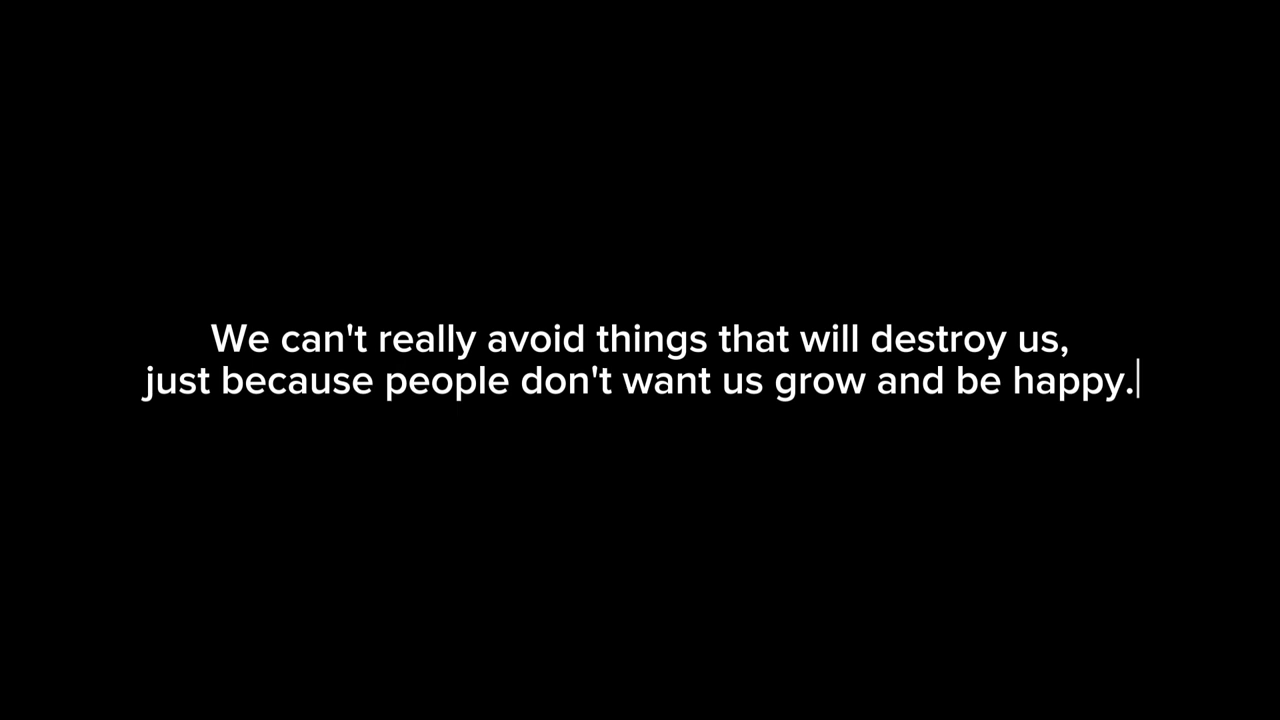 We can't really avoid things that will destroy us,
just because people don't want us grow and be happy.